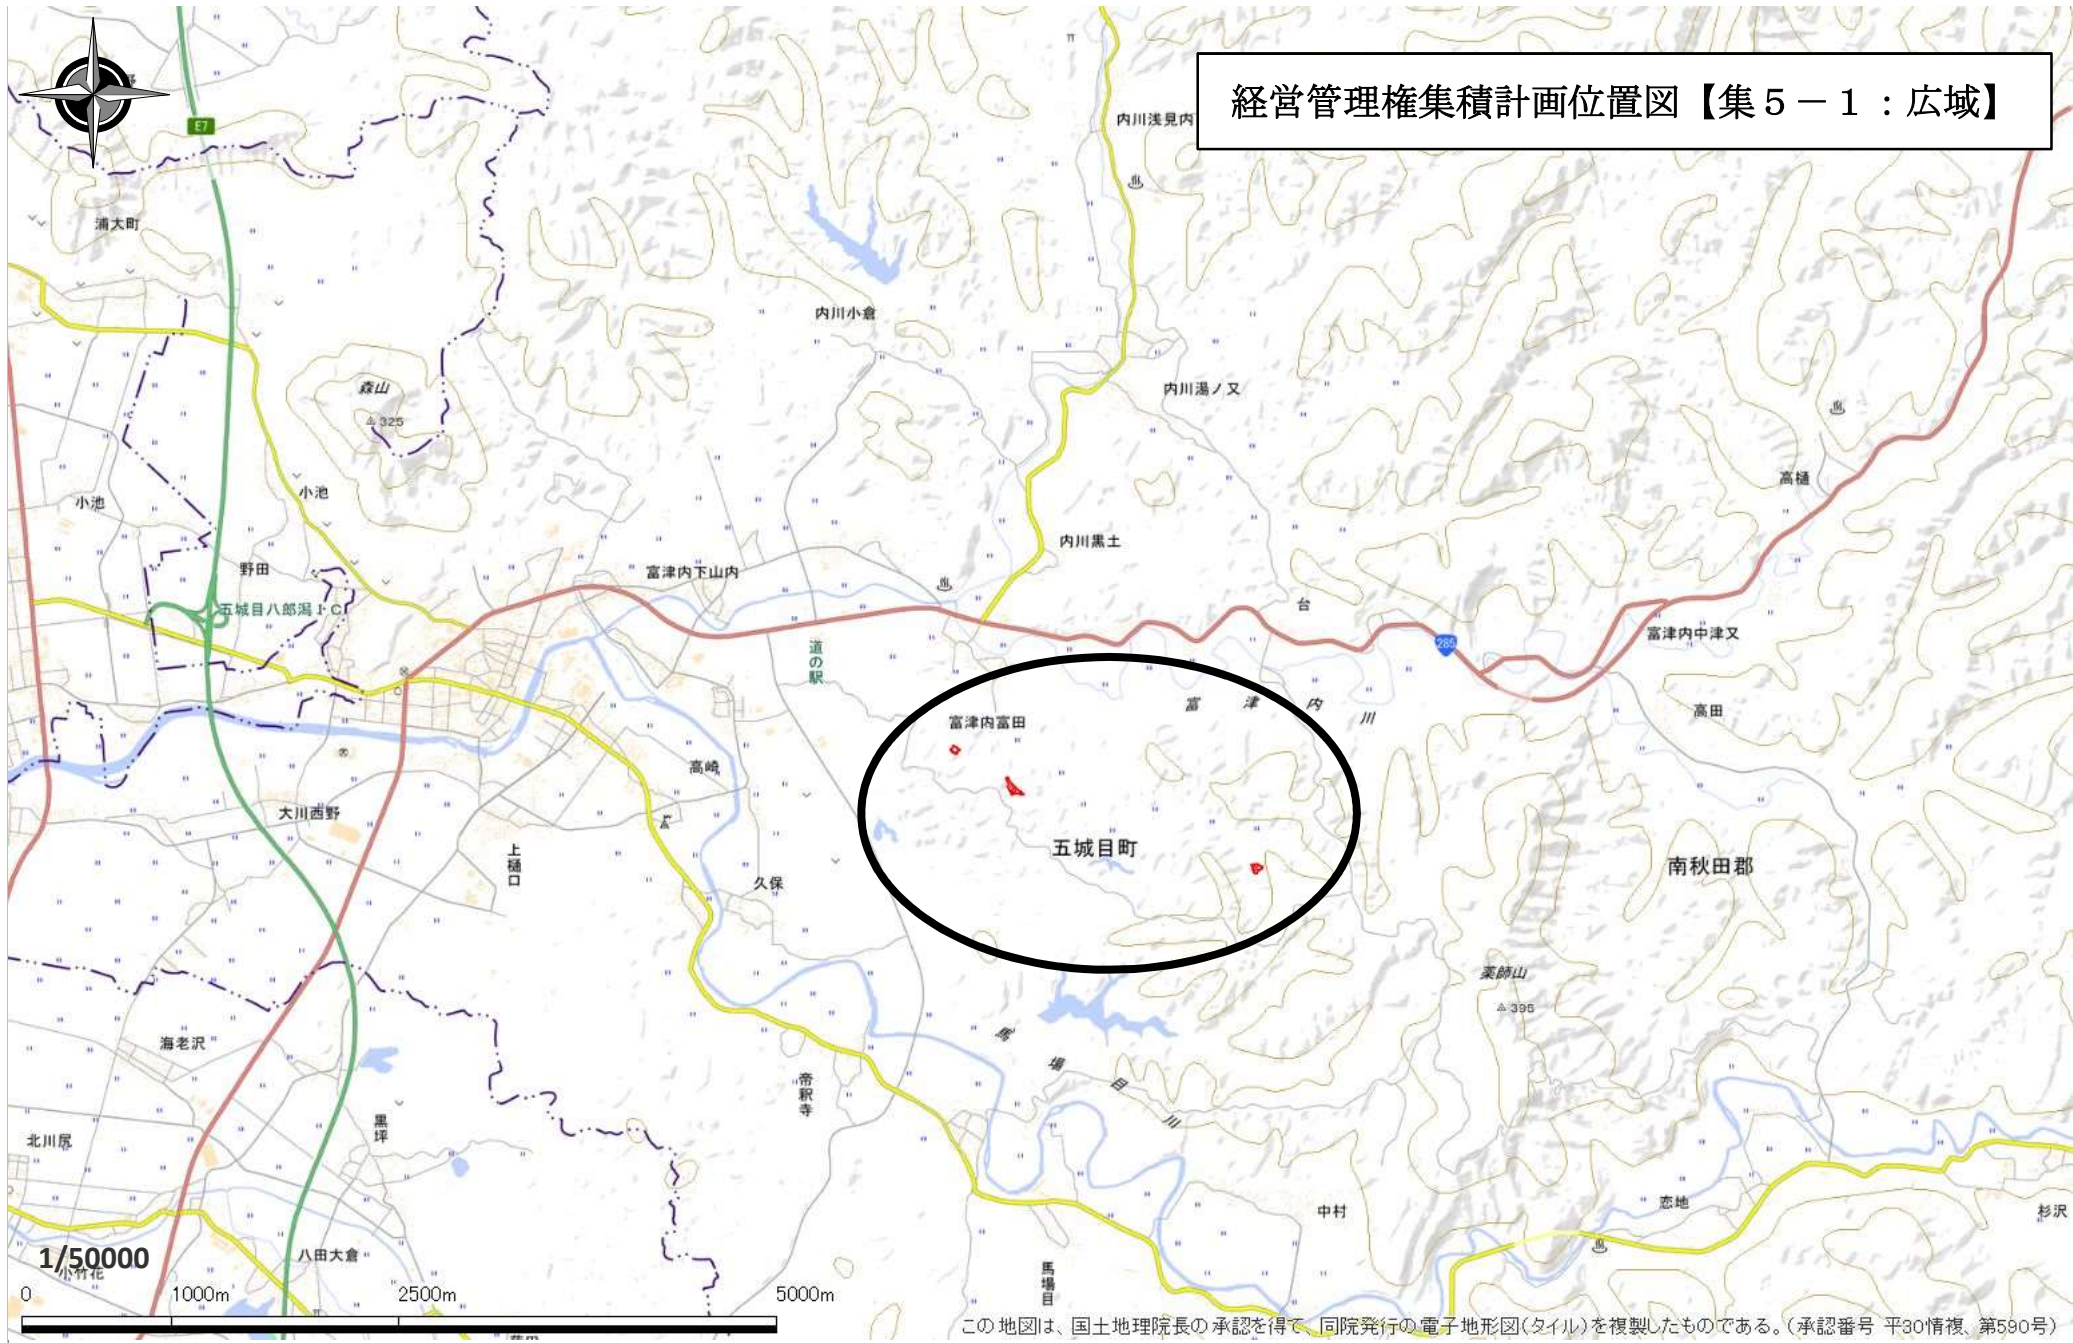 経営管理権集積計画位置図【集５－１：広域】
E7
内川浅見内
浦大町
内川小倉
森山
325
内川湯ノ又
小池
小池
高樋
内川黒土
野田
富津内下山内
五城目八郎潟I・C
台
道の駅
285
富津内中津又
富津内川
富津内富田
高田
高崎
大川西野
五城目町
上樋口
久保
南秋田郡
薬師山
395
海老沢
馬場目川
帝釈寺
黒坪
北川尻
中村
恋地
杉沢
八田大倉
1/50000
小竹花
馬場目
0 1000m 2500m 5000m
この地図は、国土地理院長の承認を得て、同院発行の電子地形図(タイル)を複製したものである。（承認番号 平30情複、第590号）